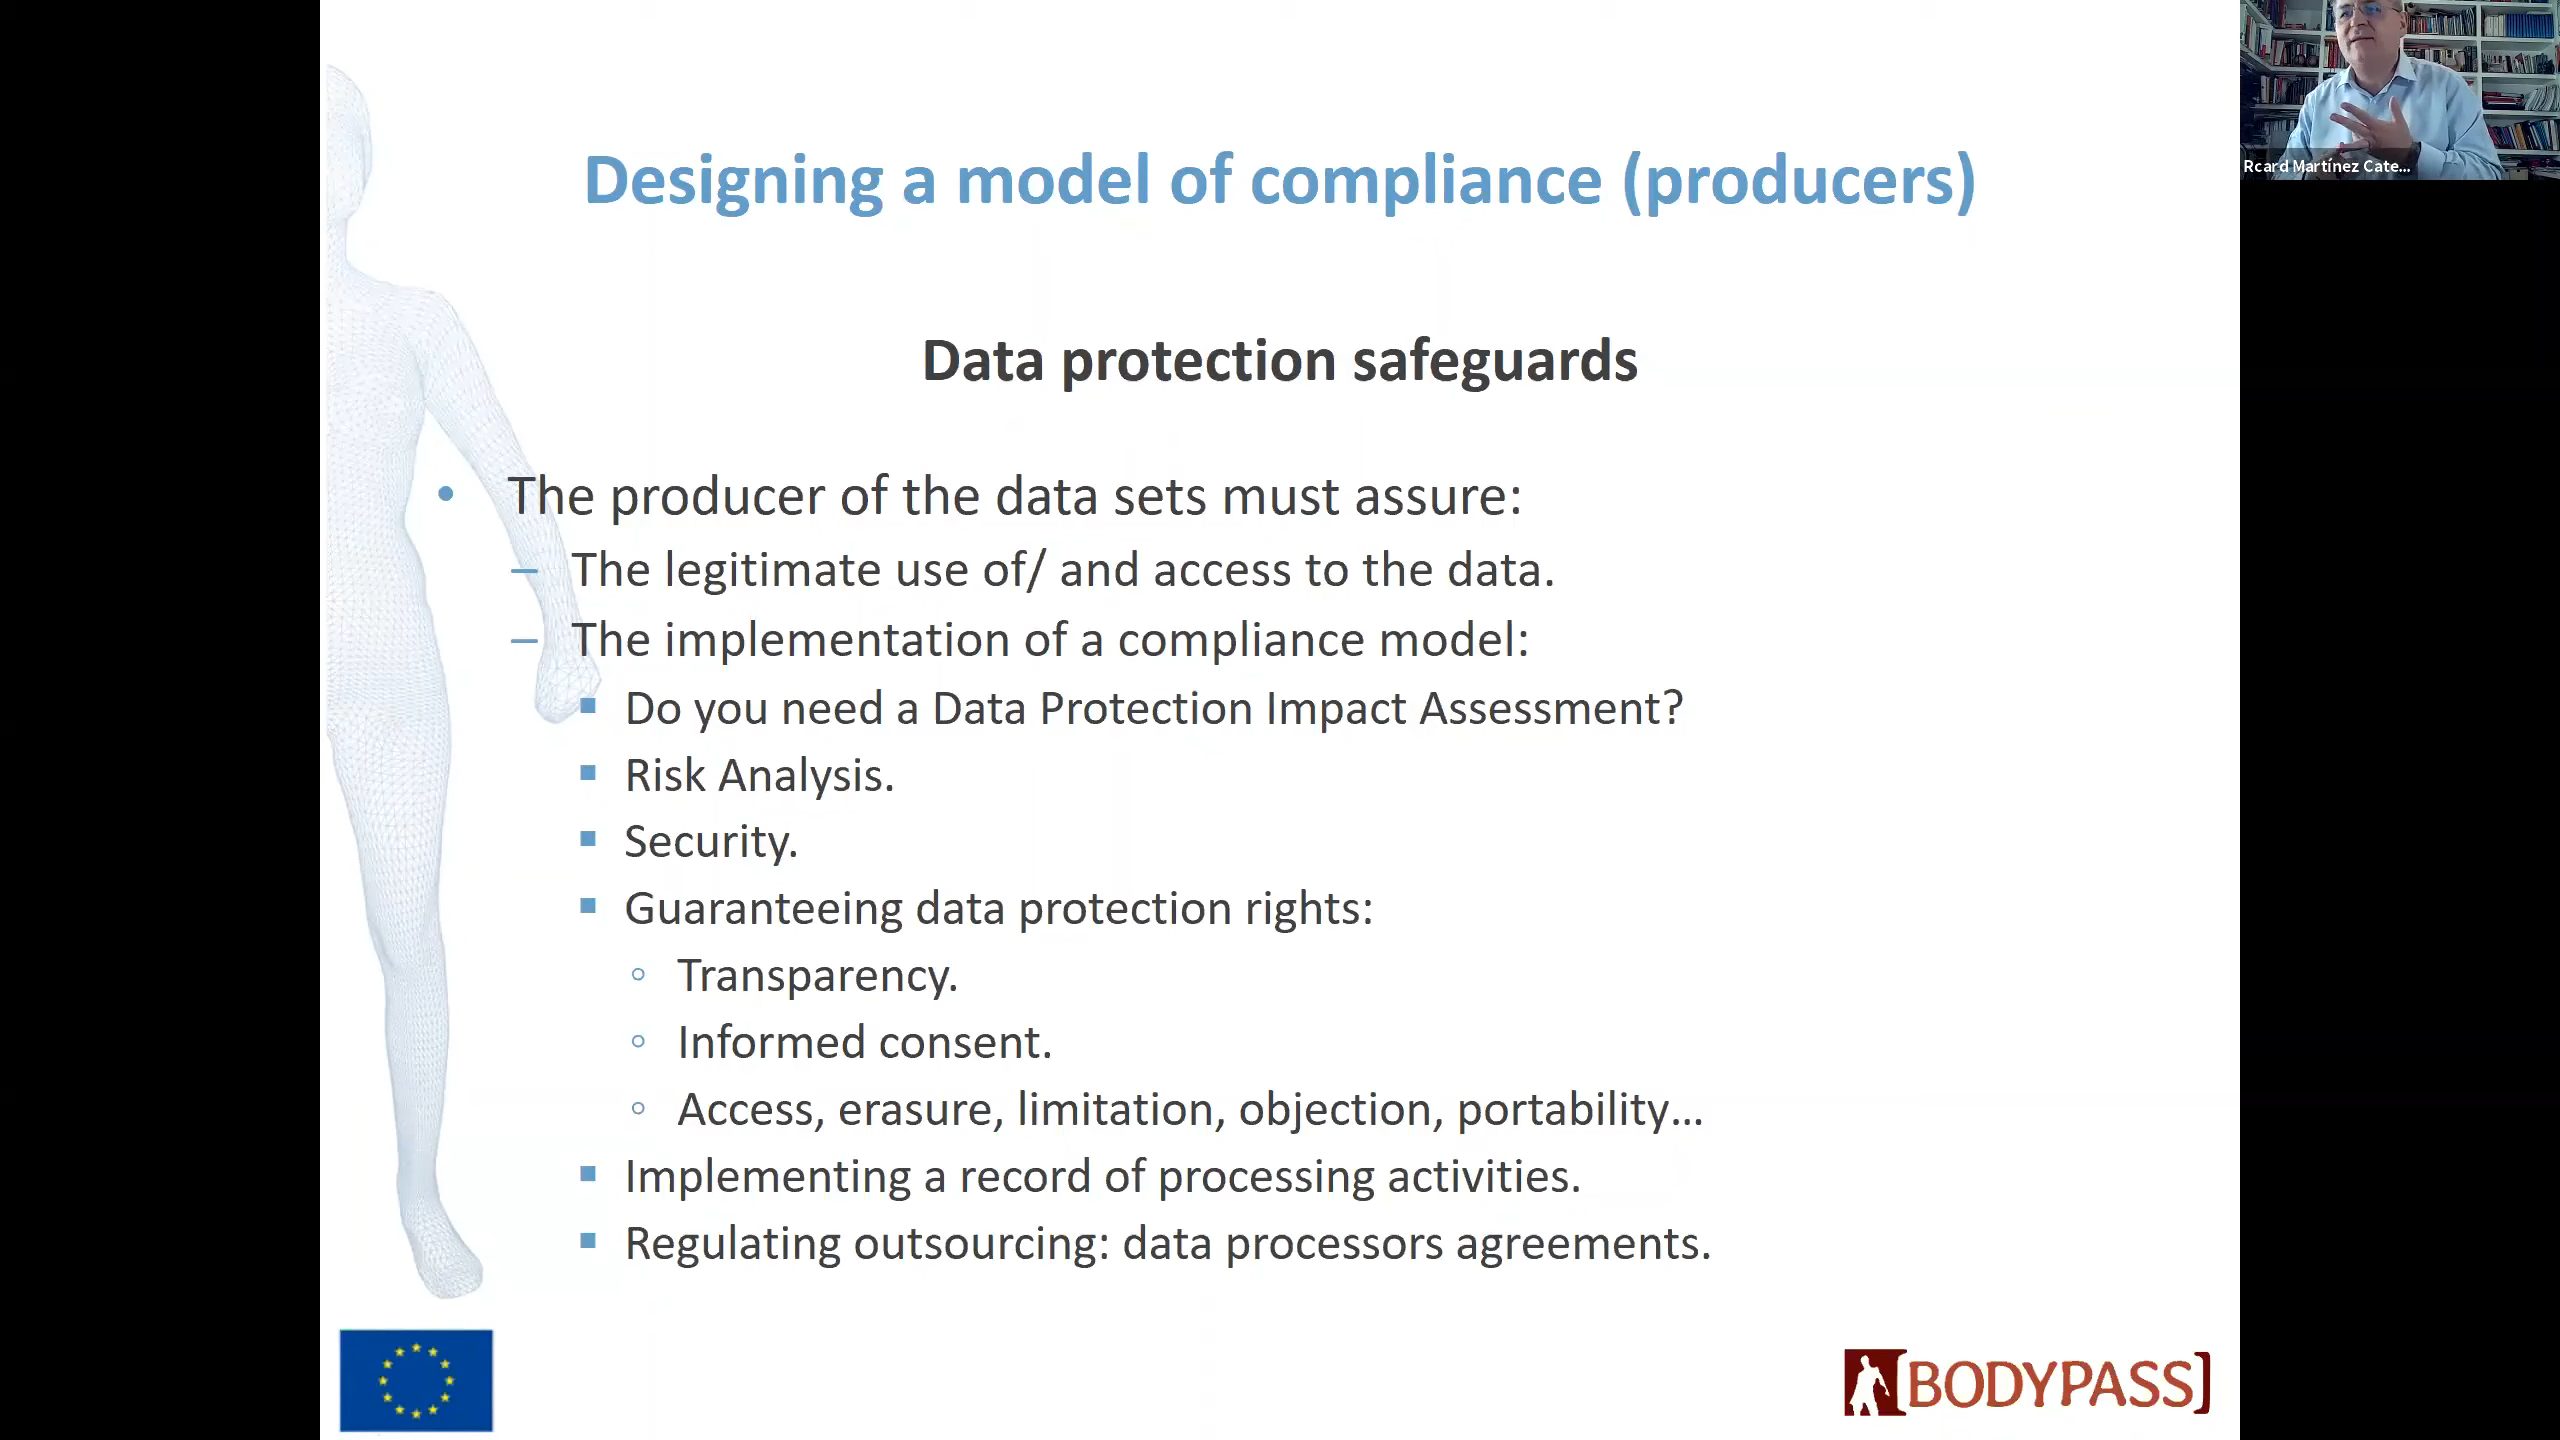 Designing a model of compliance (producers)
Rcard Martínez Cate...
Data protection safeguards
• The producer of the data sets must assure:
– The legitimate use of/ and access to the data.
– The implementation of a compliance model:
▪ Do you need a Data Protection Impact Assessment?
▪ Risk Analysis.
▪ Security.
▪ Guaranteeing data protection rights:
◦ Transparency.
◦ Informed consent.
◦ Access, erasure, limitation, objection, portability...
▪ Implementing a record of processing activities.
▪ Regulating outsourcing: data processors agreements.
[BODYPASS]